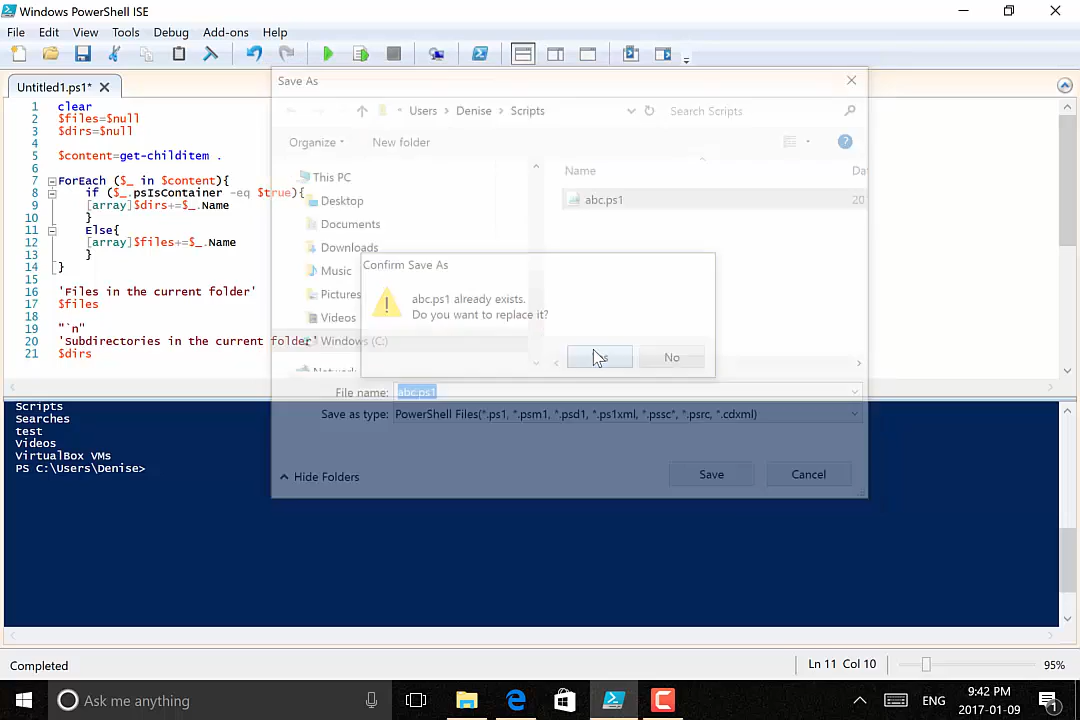 Windows PowerShell ISE
File Edit View Tools Debug Add-ons Help
Untitled1.ps1*
Save As
Users Denise Scripts
Search Scripts
Organize
New folder
This PC
Desktop
Documents
Downloads
Music
Pictures
Videos
Windows (C:)
Network
Name
Da
abc.ps1
20
1 clear
2 $files=$null
3 $dirs=$null
4
5 $content=get-childitem .
6
7 ForEach ($_ in $content){
8 if ($_.psIsContainer -eq $true){
9 [array]$dirs+=$_.Name
10 }
11 Else{
12 [array]$files+=$_.Name
13 }
14 }
15
16 'Files in the current folder'
17 $files
18
19 "`n"
20 'Subdirectories in the current folder'
21 $dirs
Confirm Save As
abc.ps1 already exists.
Do you want to replace it?
No
File name: abc.ps1
Save as type: PowerShell Files(*.ps1, *.psm1, *.psd1, *.ps1xml, *.pssc*, *.psrc, *.cdxml)
Hide Folders
Save
Cancel
Scripts
Searches
test
Videos
VirtualBox VMs
PS C:\Users\Denise>
Completed
Ln 11 Col 10
95%
Ask me anything
ENG
9:42 PM
2017-01-09
1